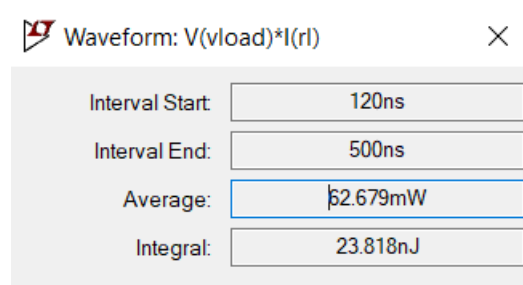 Waveform: V(vload)*I(rl)
Interval Start: 120ns
Interval End: 500ns
Average: 62.679mW
Integral: 23.818nJ